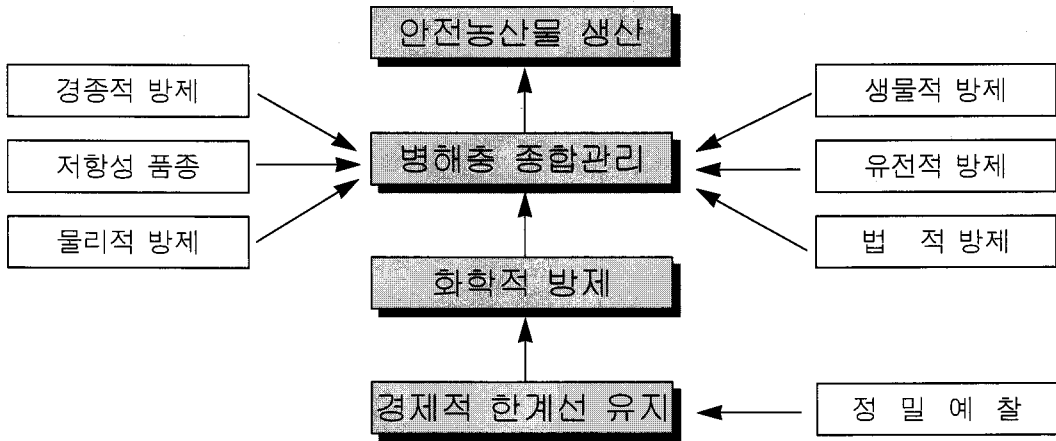 안전농산물 생산
경종적 방제
생물적 방제
저항성 품종
병해충 종합관리
유전적 방제
물리적 방제
법 적 방제
화학적 방제
경제적 한계선 유지
정 밀 예 찰